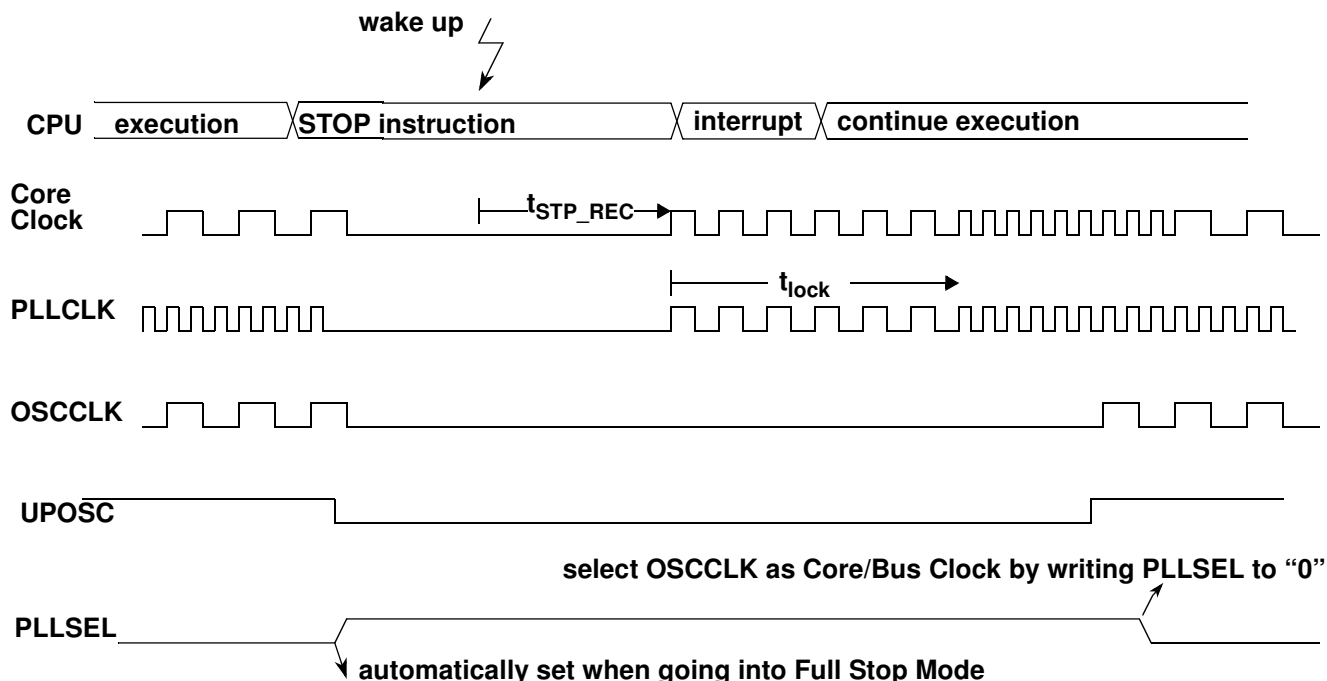 wake up
CPU execution STOP instruction interrupt continue execution
Core
Clock
tSTP_REC
tlock
PLLCLK
OSCCLK
UPOSC
select OSCCLK as Core/Bus Clock by writing PLLSEL to “0”
PLLSEL
automatically set when going into Full Stop Mode